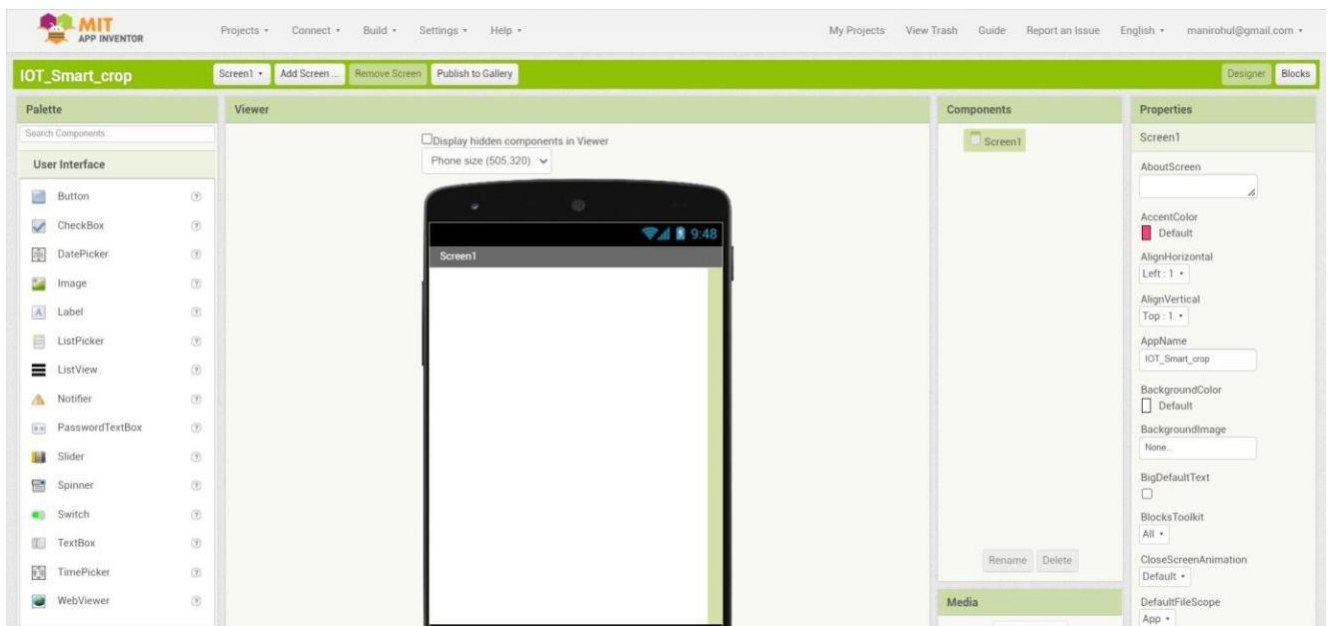 MIT
APP INVENTOR
Projects Connect Build Settings Help My Projects View Trash Guide Report an Issue English manirohul@gmail.com
IOT_Smart_crop Screen1 Add Screen ... Remove Screen Publish to Gallery Designer Blocks
Palette
Search Components...
User Interface
Button
CheckBox
DatePicker
Image
Label
ListPicker
ListView
Notifier
PasswordTextBox
Slider
Spinner
Switch
TextBox
TimePicker
WebViewer
Viewer
Display hidden components in Viewer
Phone size (505,320)
9:48
Screen1
Components
Screen1
Rename Delete
Media
Properties
Screen1
AboutScreen
AccentColor
Default
AlignHorizontal
Left : 1
AlignVertical
Top : 1
AppName
IOT_Smart_crop
BackgroundColor
Default
BackgroundImage
None...
BigDefaultText
BlocksToolkit
All
CloseScreenAnimation
Default
DefaultFileScope
App